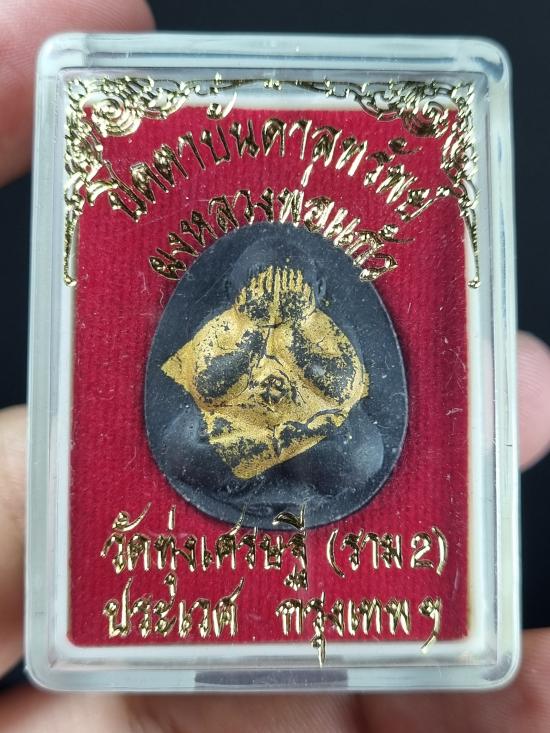 ปิดตาบันดาลทรัพย์
ผงหลวงพ่อแก้ว
วัดทุ่งเศรษฐี (ราม2)
ประเวศ กรุงเทพฯ